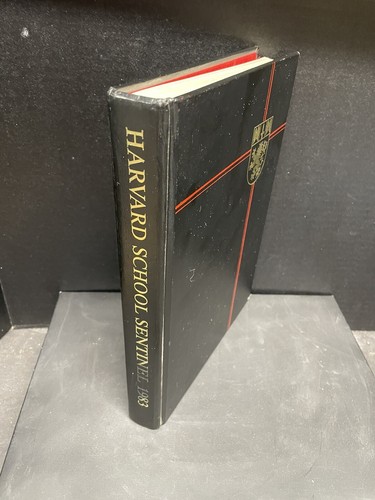 HARVARD SCHOOL SENTINEL 1983